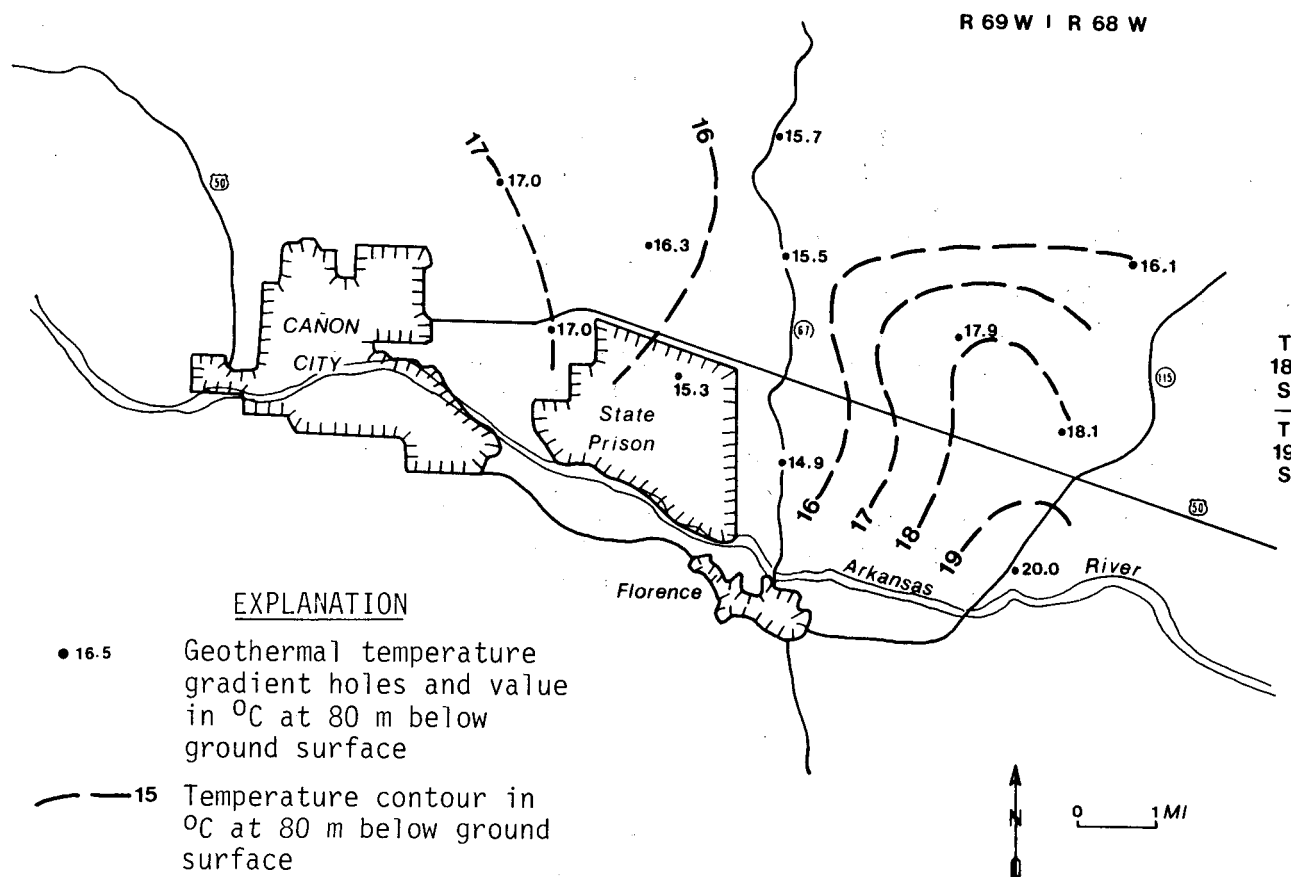 R 69 W | R 68 W
16
17
15.7
50
17.0
16.3
15.5
16.1
CAÑON
CITY
17.0
67
17.9
T
18
S
T
19
S
115
15.3
State
Prison
18.1
14.9
16
17
18
50
19
Arkansas
River
20.0
Florence
EXPLANATION
16.5
Geothermal temperature
gradient holes and value
in °C at 80 m below
ground surface
15
Temperature contour in
°C at 80 m below ground
surface
N
0 1 MI